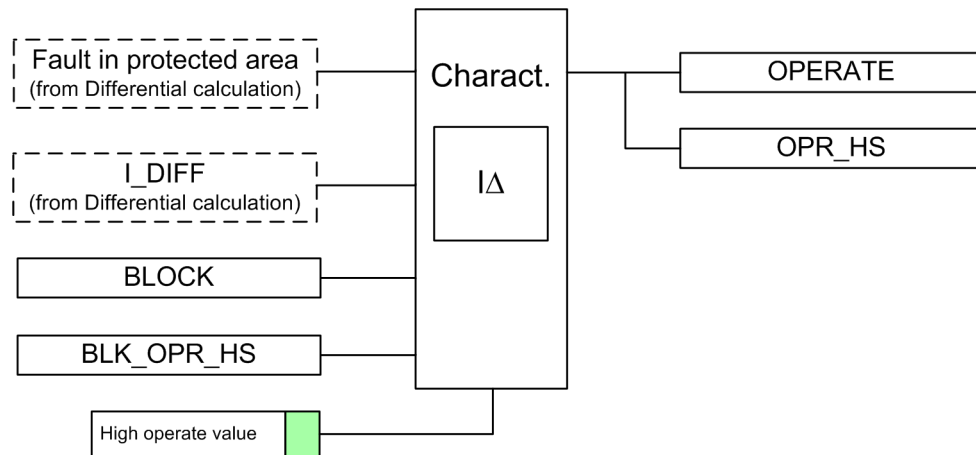 Fault in protected area
(from Differential calculation)
I_DIFF
(from Differential calculation)
BLOCK
BLK_OPR_HS
High operate value
Charact.
I∆
OPERATE
OPR_HS